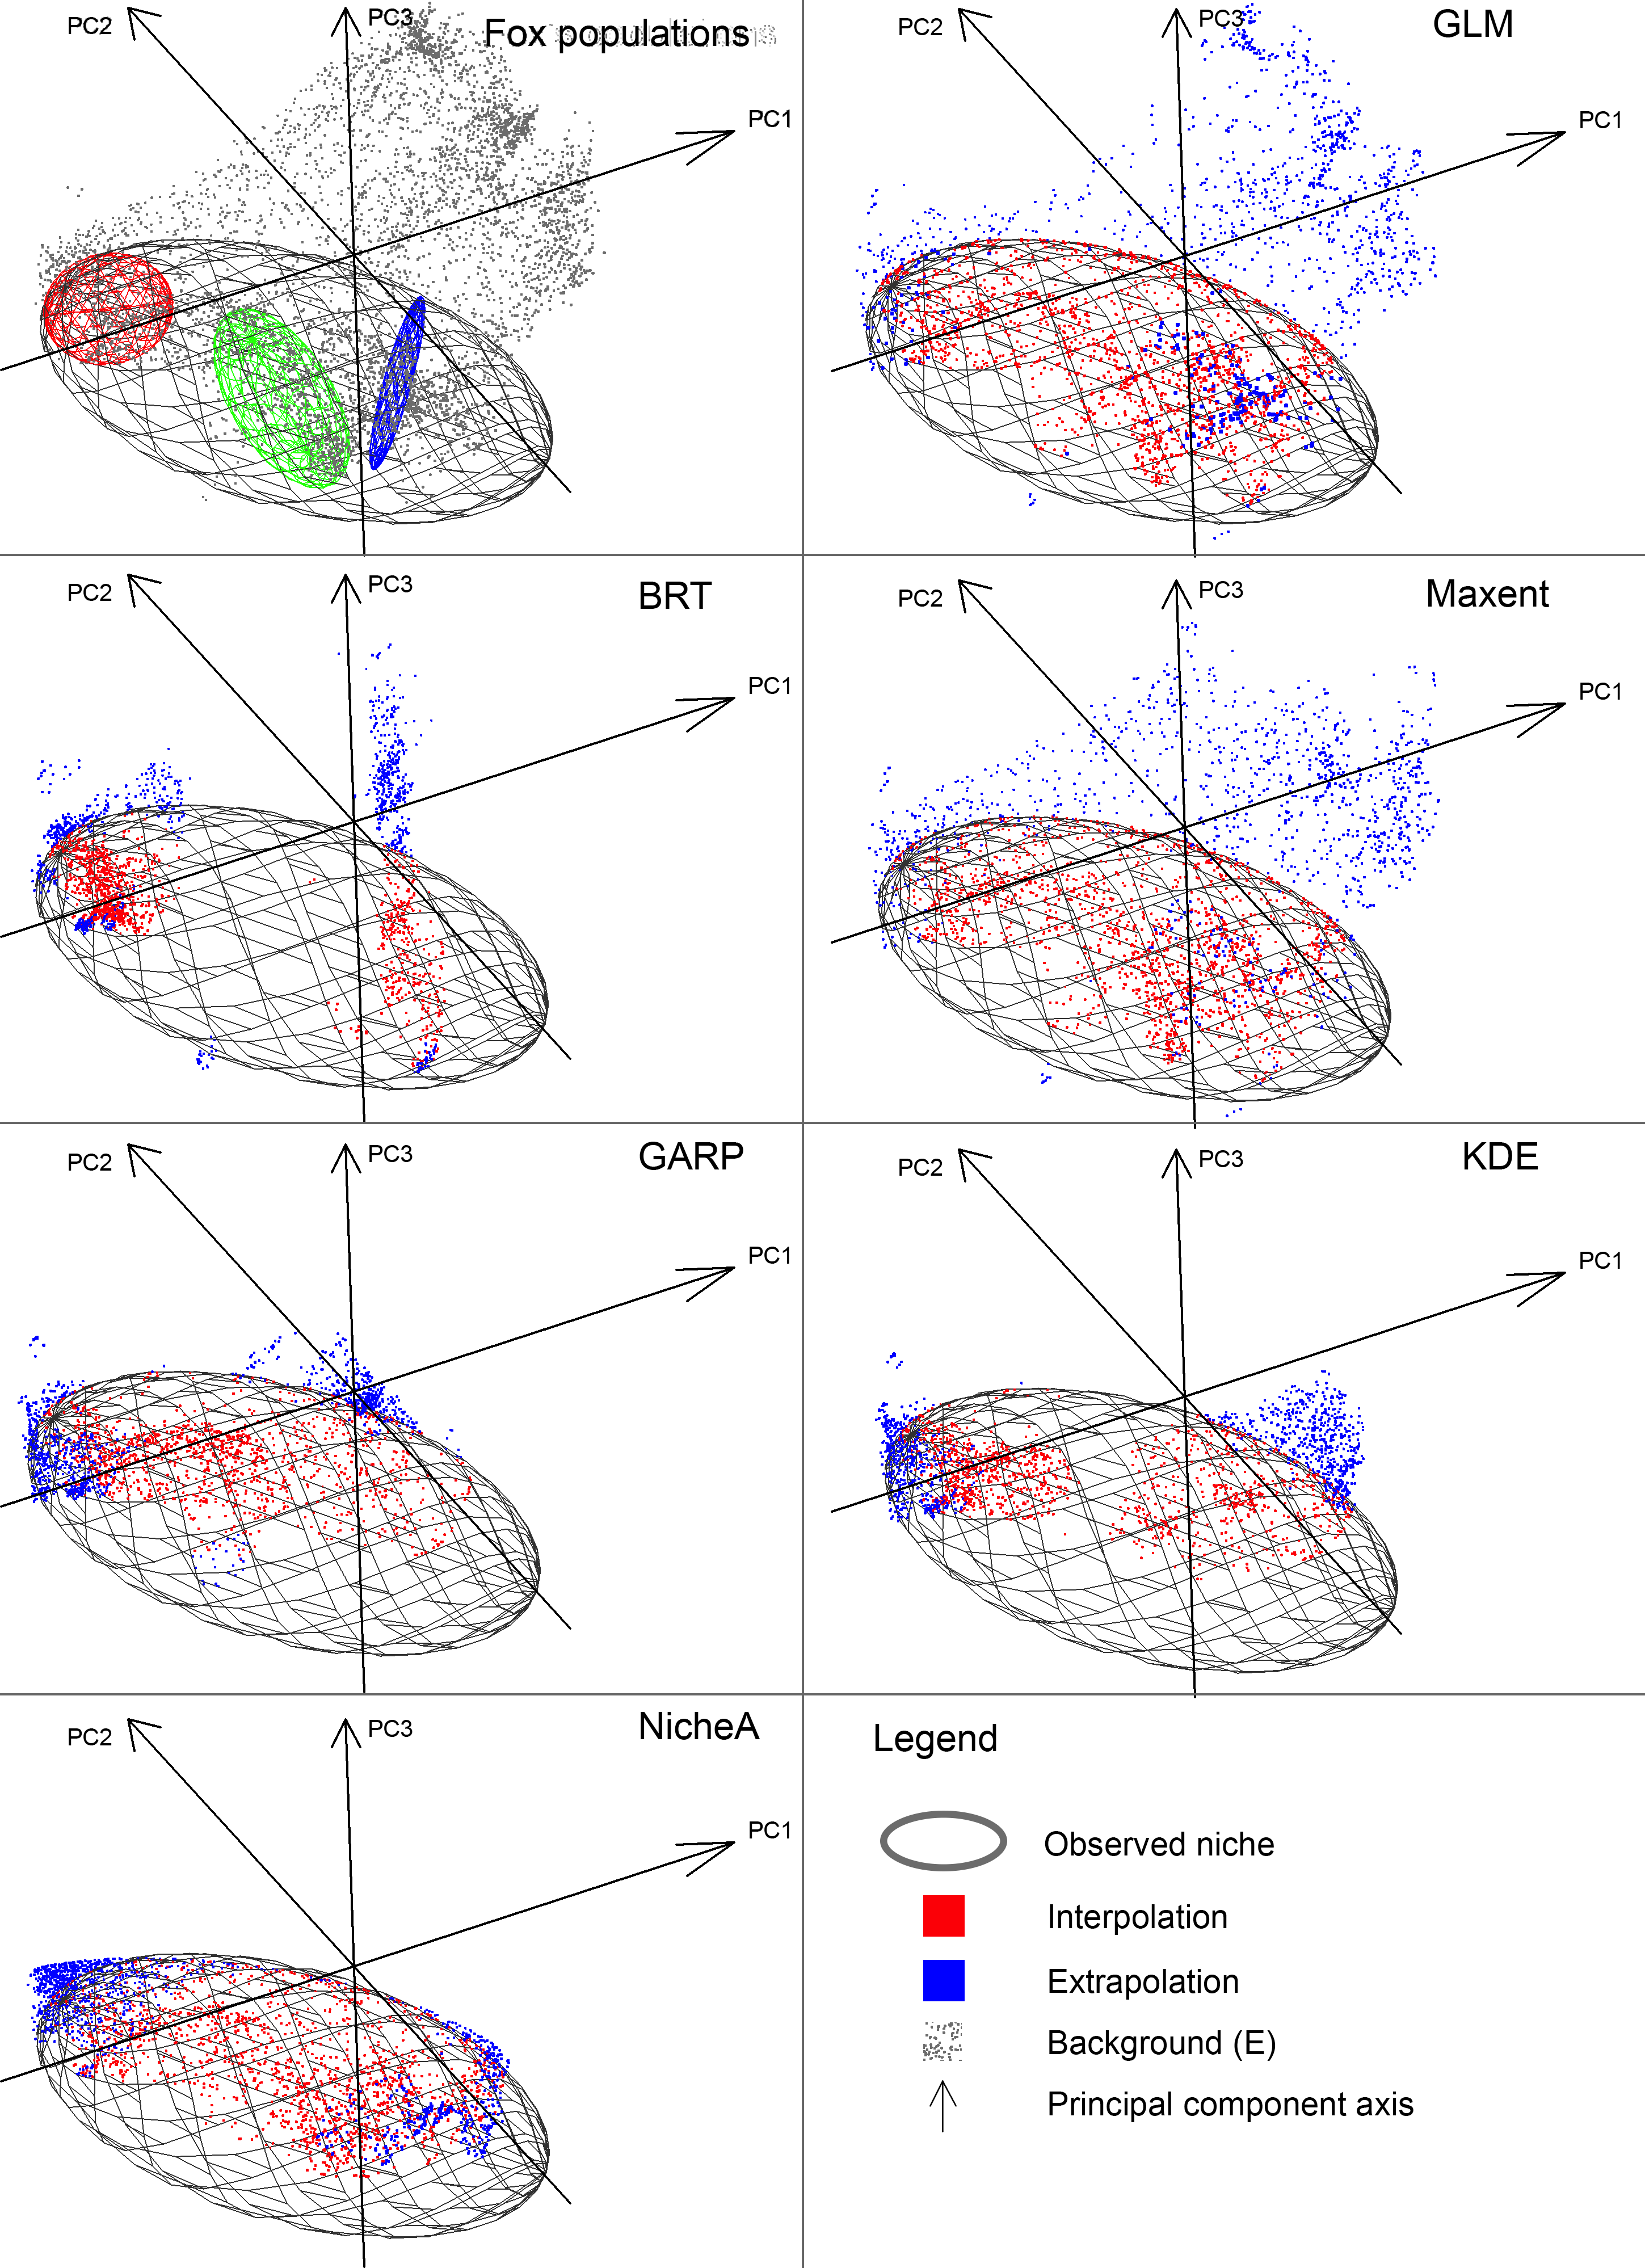 PC2
PC3
Fox populations
PC1
PC2
PC3
GLM
PC1
PC2
PC3
BRT
PC1
PC2
PC3
Maxent
PC1
PC2
PC3
GARP
PC1
PC2
PC3
KDE
PC1
PC2
PC3
NicheA
PC1
Legend
Observed niche
Interpolation
Extrapolation
Background (E)
Principal component axis